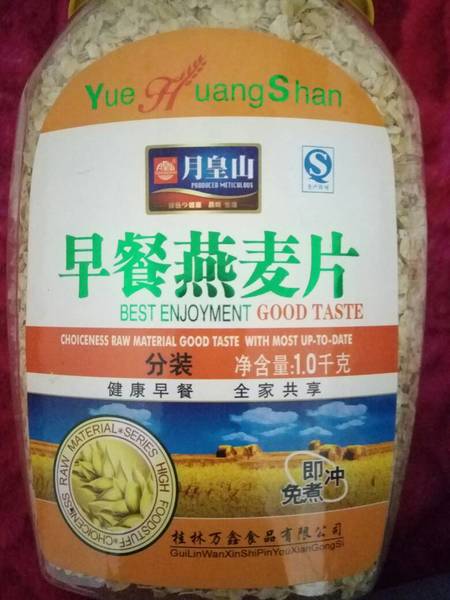 YueHuangShan
月皇山
PRODUCED METICULOUS
早餐燕麦片
BEST ENJOYMENT GOOD TASTE
CHOICENESS RAW MATERIAL GOOD TASTE WITH MOST UP-TO-DATE
分装 净含量:1.0千克
健康早餐 全家共享
CHOICENESS RAW MATERIAL*SERIES HIGH FOODSTUFF*
即冲
免煮
桂林万鑫食品有限公司
GuiLinWanXinShiPinYouXianGongSi